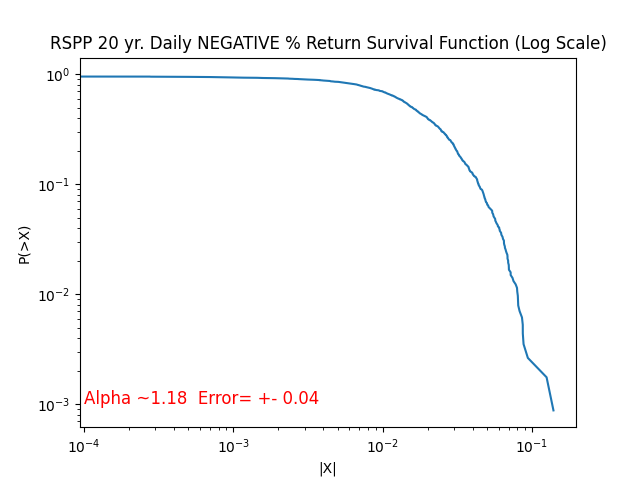 RSPP 20 yr. Daily NEGATIVE % Return Survival Function (Log Scale)
10⁰
10⁻¹
10⁻²
10⁻³
P(>X)
Alpha ~1.18  Error= +- 0.04
10⁻⁴ 10⁻³ 10⁻² 10⁻¹
|X|